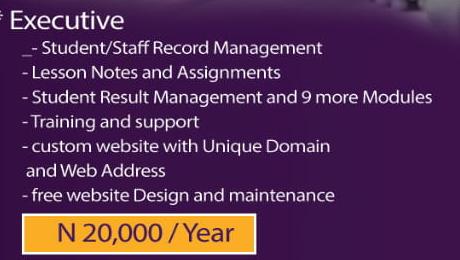 * Executive
_- Student/Staff Record Management
- Lesson Notes and Assignments
- Student Result Management and 9 more Modules
- Training and support
- custom website with Unique Domain
and Web Address
- free website Design and maintenance
N 20,000 / Year